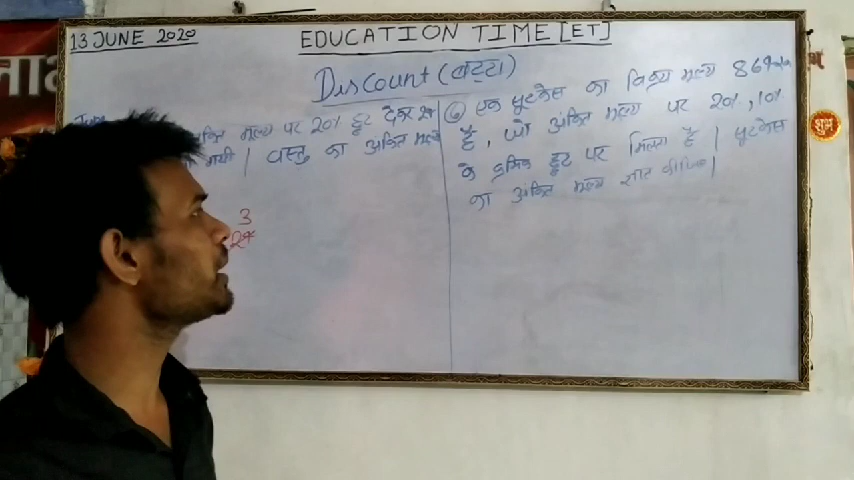 13 JUNE 2020
EDUCATION TIME [ET]
Discount (बट्टा)
मूल्य पर 20% छूट देकर
वस्तु का अंकित मूल्य
3
⑥ एक सूटकेस का विक्रय मूल्य
है, जो अंकित मूल्य पर 20%, 10%
के क्रमिक छूट पर मिलता है | सूटकेस
का अंकित मूल्य ज्ञात कीजिए |
शुभ